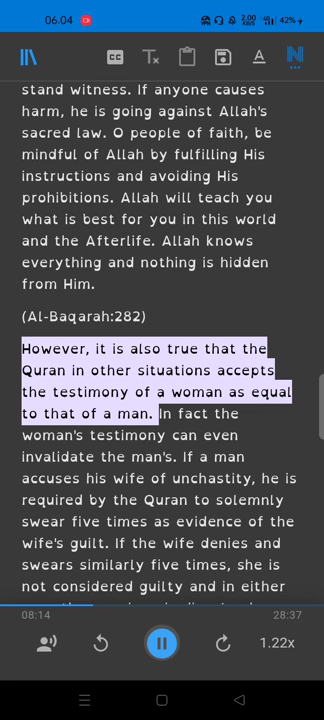 06.04
2.00
KB/S
4G
42%
CC
Tx
A
N
stand witness. If anyone causes
harm, he is going against Allah's
sacred law. O people of faith, be
mindful of Allah by fulfilling His
instructions and avoiding His
prohibitions. Allah will teach you
what is best for you in this world
and the Afterlife. Allah knows
everything and nothing is hidden
from Him.
(Al-Baqarah:282)
However, it is also true that the
Quran in other situations accepts
the testimony of a woman as equal
to that of a man. In fact the
woman's testimony can even
invalidate the man's. If a man
accuses his wife of unchastity, he is
required by the Quran to solemnly
swear five times as evidence of the
wife's guilt. If the wife denies and
swears similarly five times, she is
not considered guilty and in either
08:14
28:37
1.22x